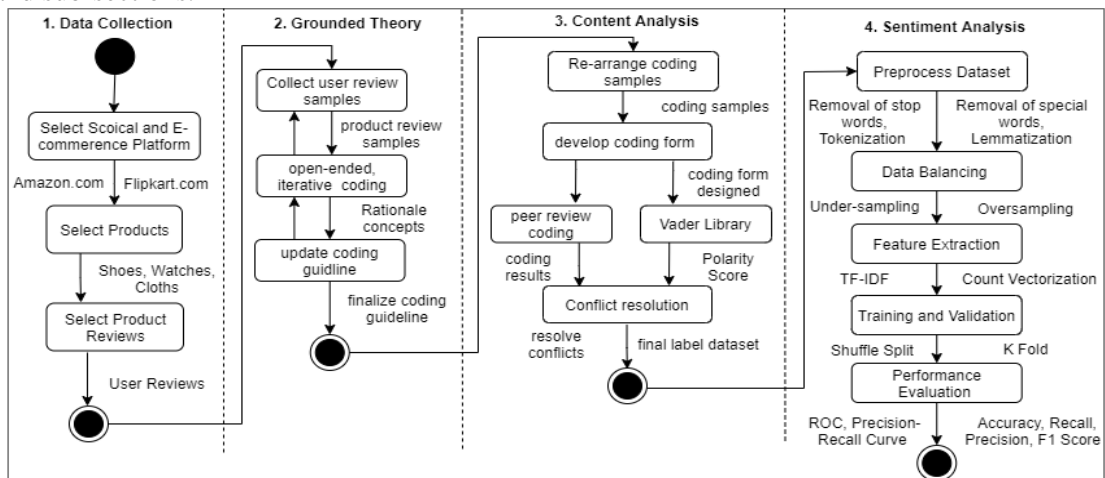 1. Data Collection
Select Scoical and E-
commerence Platform
Amazon.com
Flipkart.com
Select Products
Shoes, Watches,
Cloths
Select Product
Reviews
User Reviews
2. Grounded Theory
Collect user review
samples
product review
samples
open-ended,
iterative coding
Rationale
concepts
update coding
guidline
finalize coding
guideline
3. Content Analysis
Re-arrange coding
samples
coding samples
develop coding form
coding form
designed
peer review
coding
Vader Library
coding
results
Polarity
Score
Conflict resolution
resolve
conflicts
final label dataset
4. Sentiment Analysis
Preprocess Dataset
Removal of stop
words,
Tokenization
Removal of special
words,
Lemmatization
Data Balancing
Under-sampling
Oversampling
Feature Extraction
TF-IDF
Count Vectorization
Training and Validation
Shuffle Split
K Fold
Performance
Evaluation
ROC, Precision-
Recall Curve
Accuracy, Recall,
Precision, F1 Score